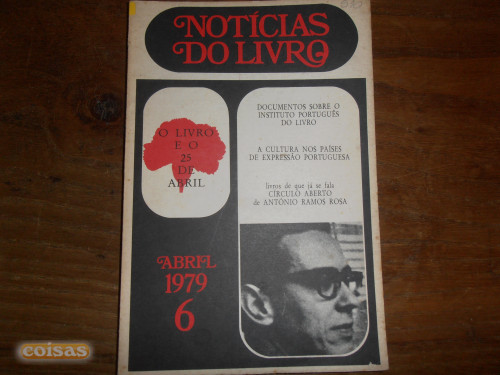 NOTÍCIAS
DO LIVRO
O LIVRO
E O
25
DE
ABRIL
DOCUMENTOS SOBRE O
INSTITUTO PORTUGUÊS
DO LIVRO
A CULTURA NOS PAÍSES
DE EXPRESSÃO PORTUGUESA
livros de que já se fala
CÍRCULO ABERTO
de ANTÓNIO RAMOS ROSA
ABRIL
1979
6
coisas